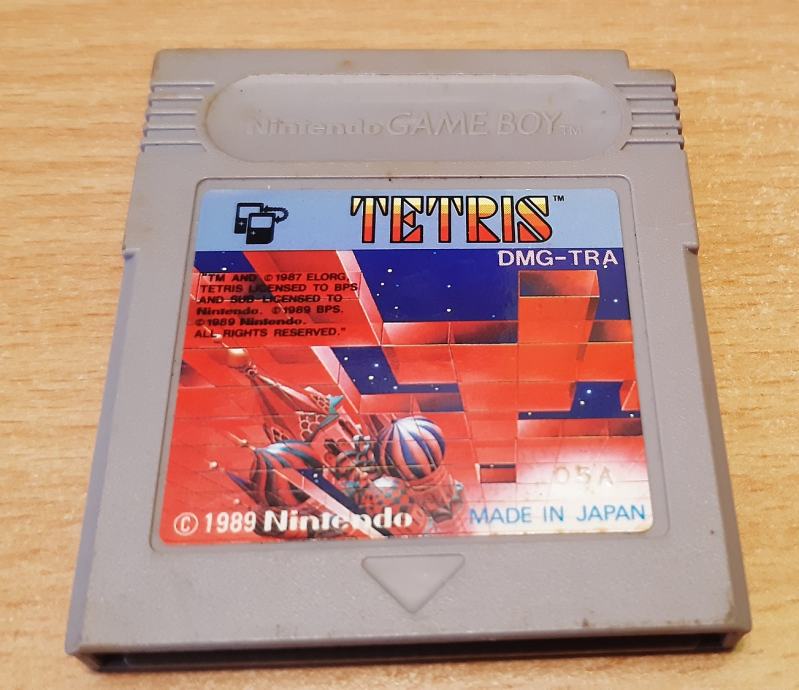 Nintendo GAME BOY™
TETRIS™
DMG-TRA
"TM AND © 1987 ELORG,
TETRIS LICENSED TO BPS
AND SUB-LICENSED TO
Nintendo. © 1989 BPS.
© 1989 Nintendo.
ALL RIGHTS RESERVED."
05A
© 1989 Nintendo
MADE IN JAPAN